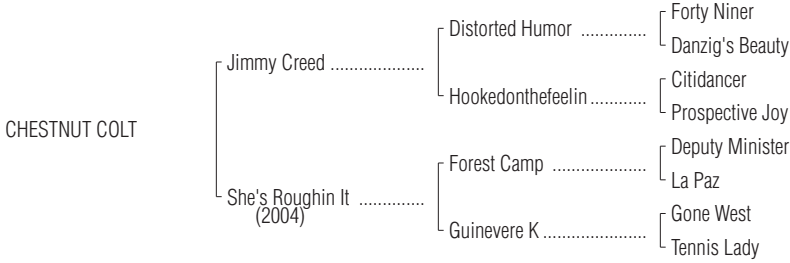 Forty Niner
Distorted Humor ..............
Danzig's Beauty
Jimmy Creed ....................
Citidancer
Hookedonthefeelin ............
Prospective Joy
CHESTNUT COLT
Deputy Minister
Forest Camp ....................
La Paz
She's Roughin It ..............
(2004)
Gone West
Guinevere K ......................
Tennis Lady